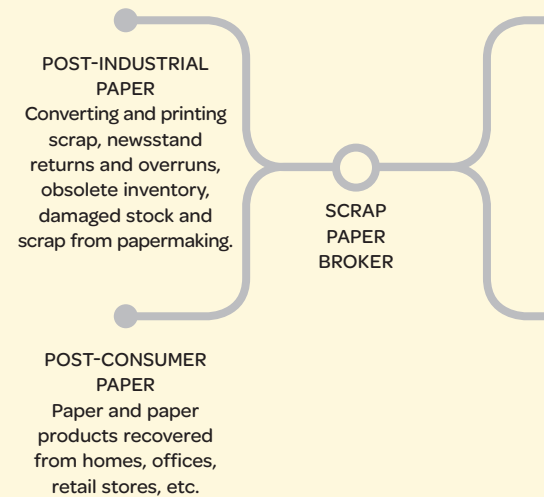 POST-INDUSTRIAL
PAPER
Converting and printing
scrap, newsstand
returns and overruns,
obsolete inventory,
damaged stock and
scrap from papermaking.
SCRAP
PAPER
BROKER
POST-CONSUMER
PAPER
Paper and paper
products recovered
from homes, offices,
retail stores, etc.